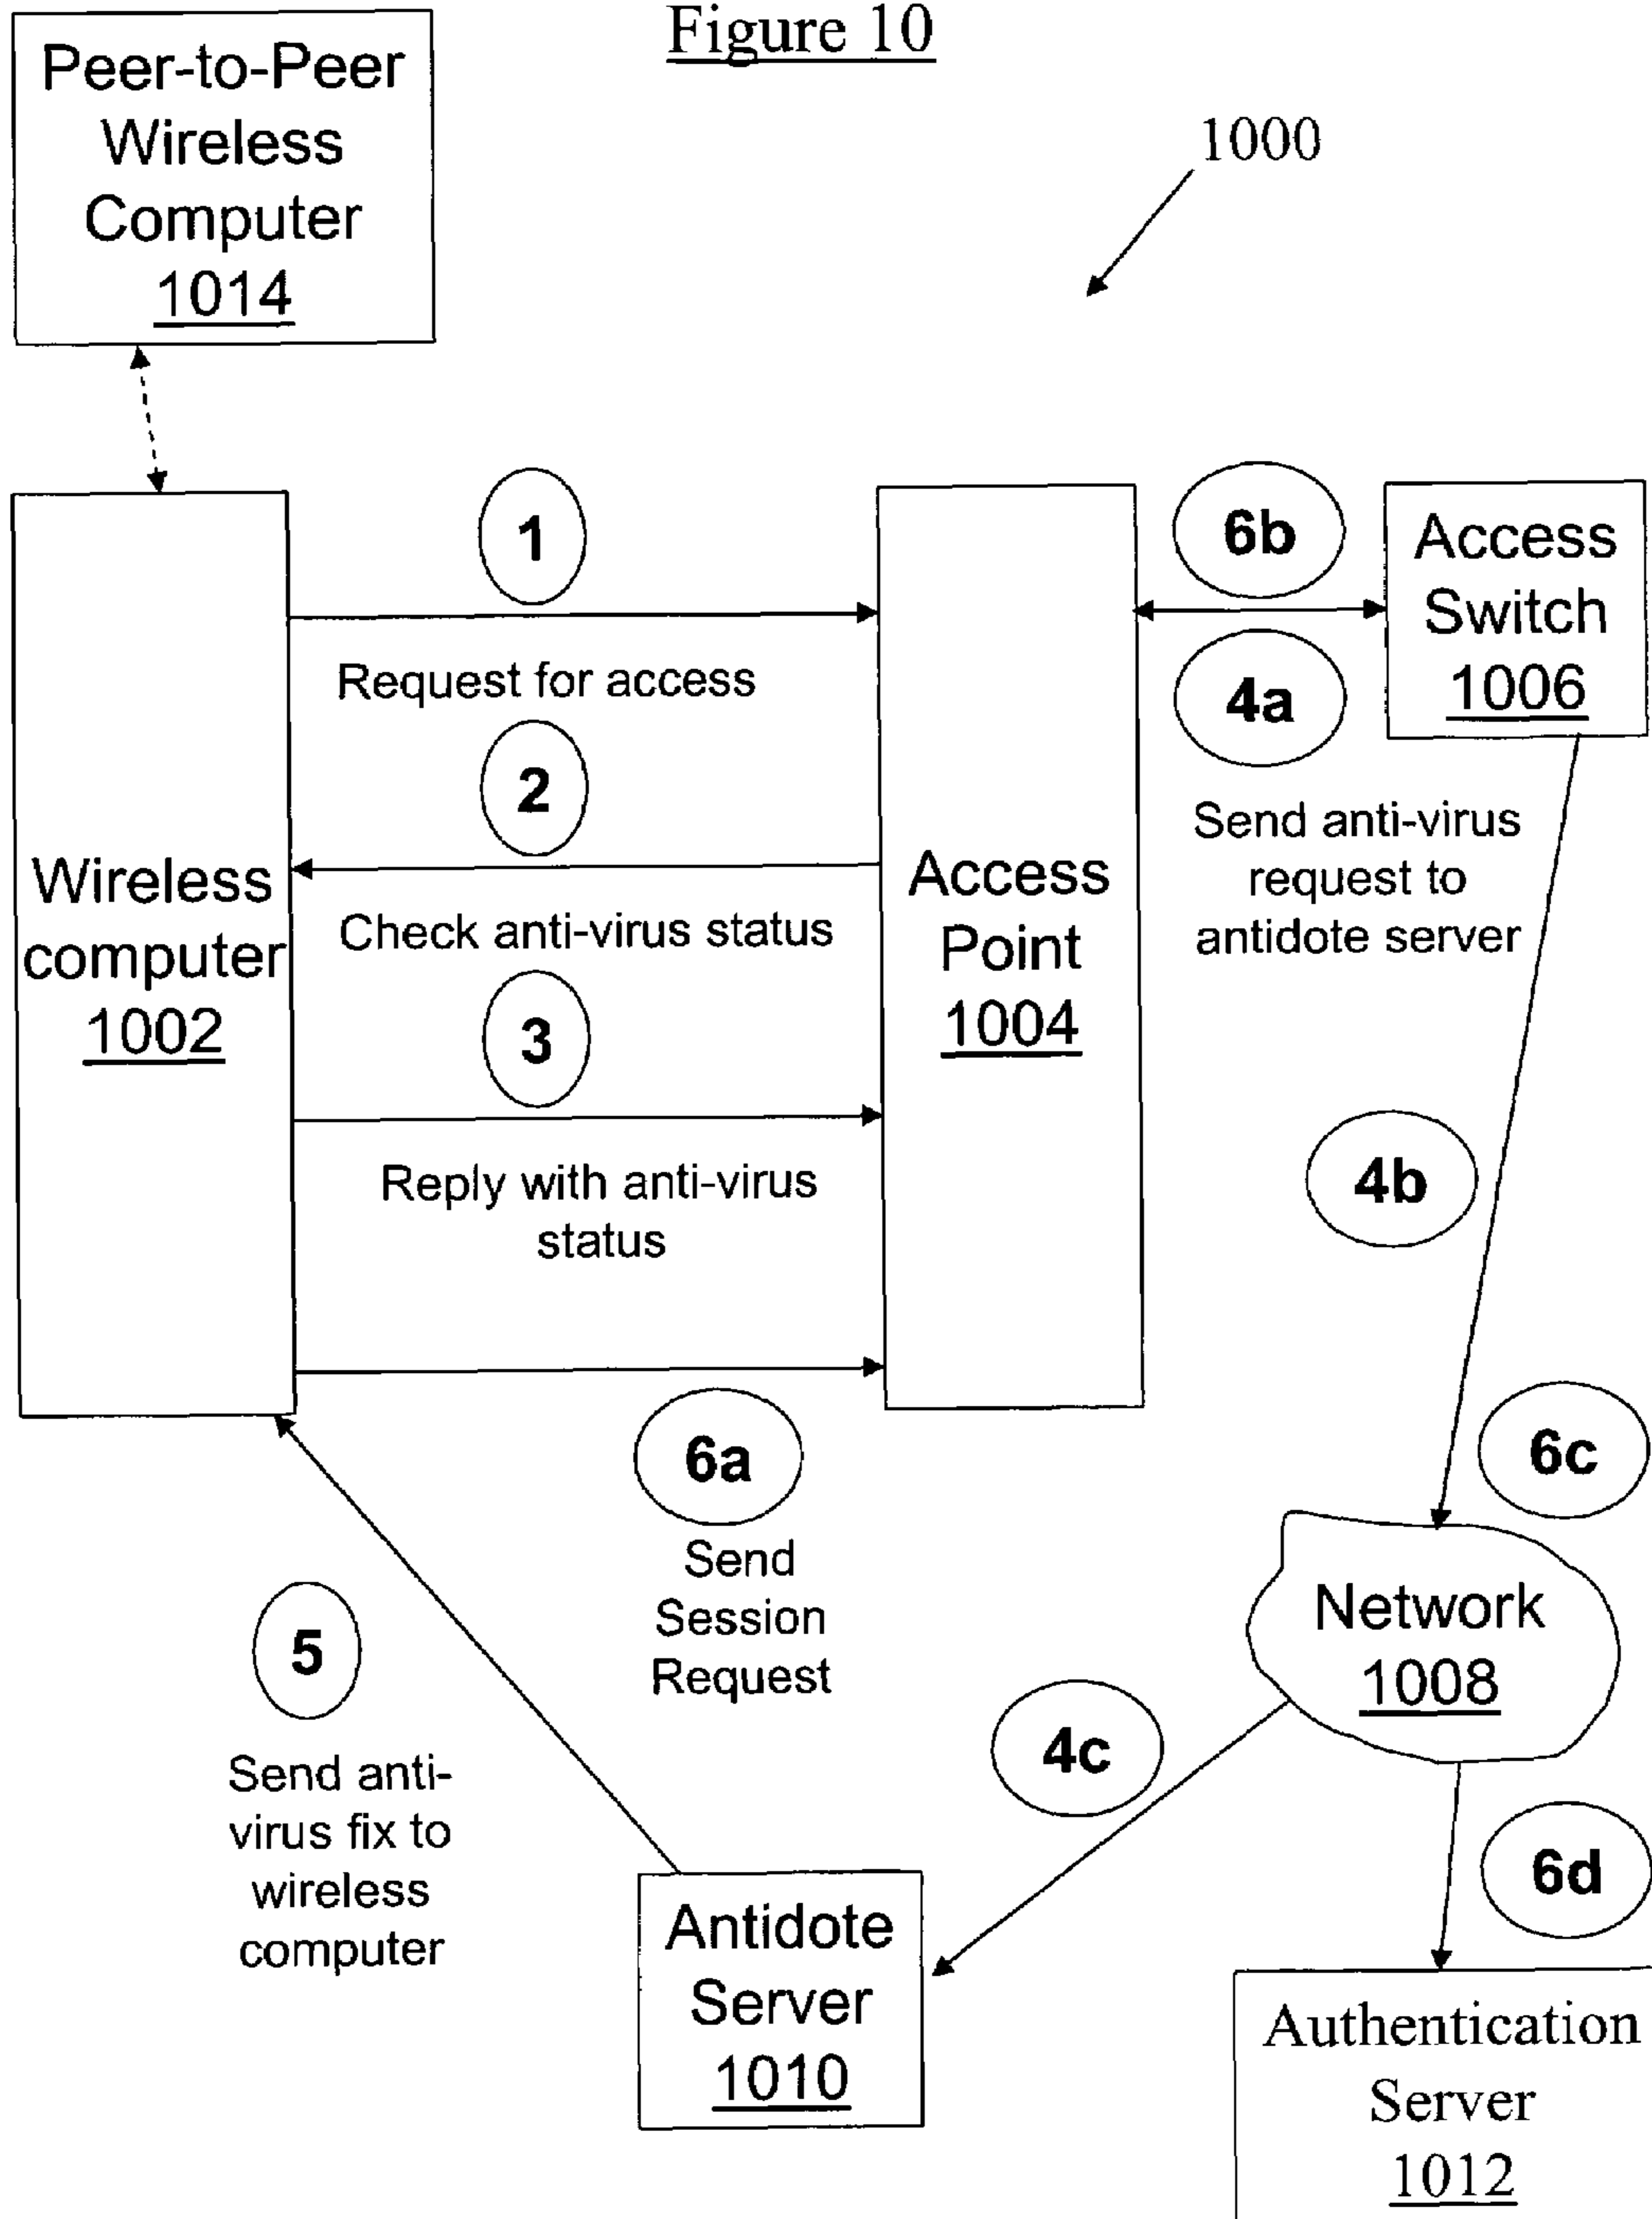 Figure 10
1000
Peer-to-Peer
Wireless
Computer
1014
Wireless
computer
1002
1
Request for access
2
Check anti-virus status
3
Reply with anti-virus
status
6a
Send
Session
Request
Access
Point
1004
6b
4a
Send anti-virus
request to
antidote server
Access
Switch
1006
4b
6c
Network
1008
4c
6d
5
Send anti-
virus fix to
wireless
computer
Antidote
Server
1010
Authentication
Server
1012